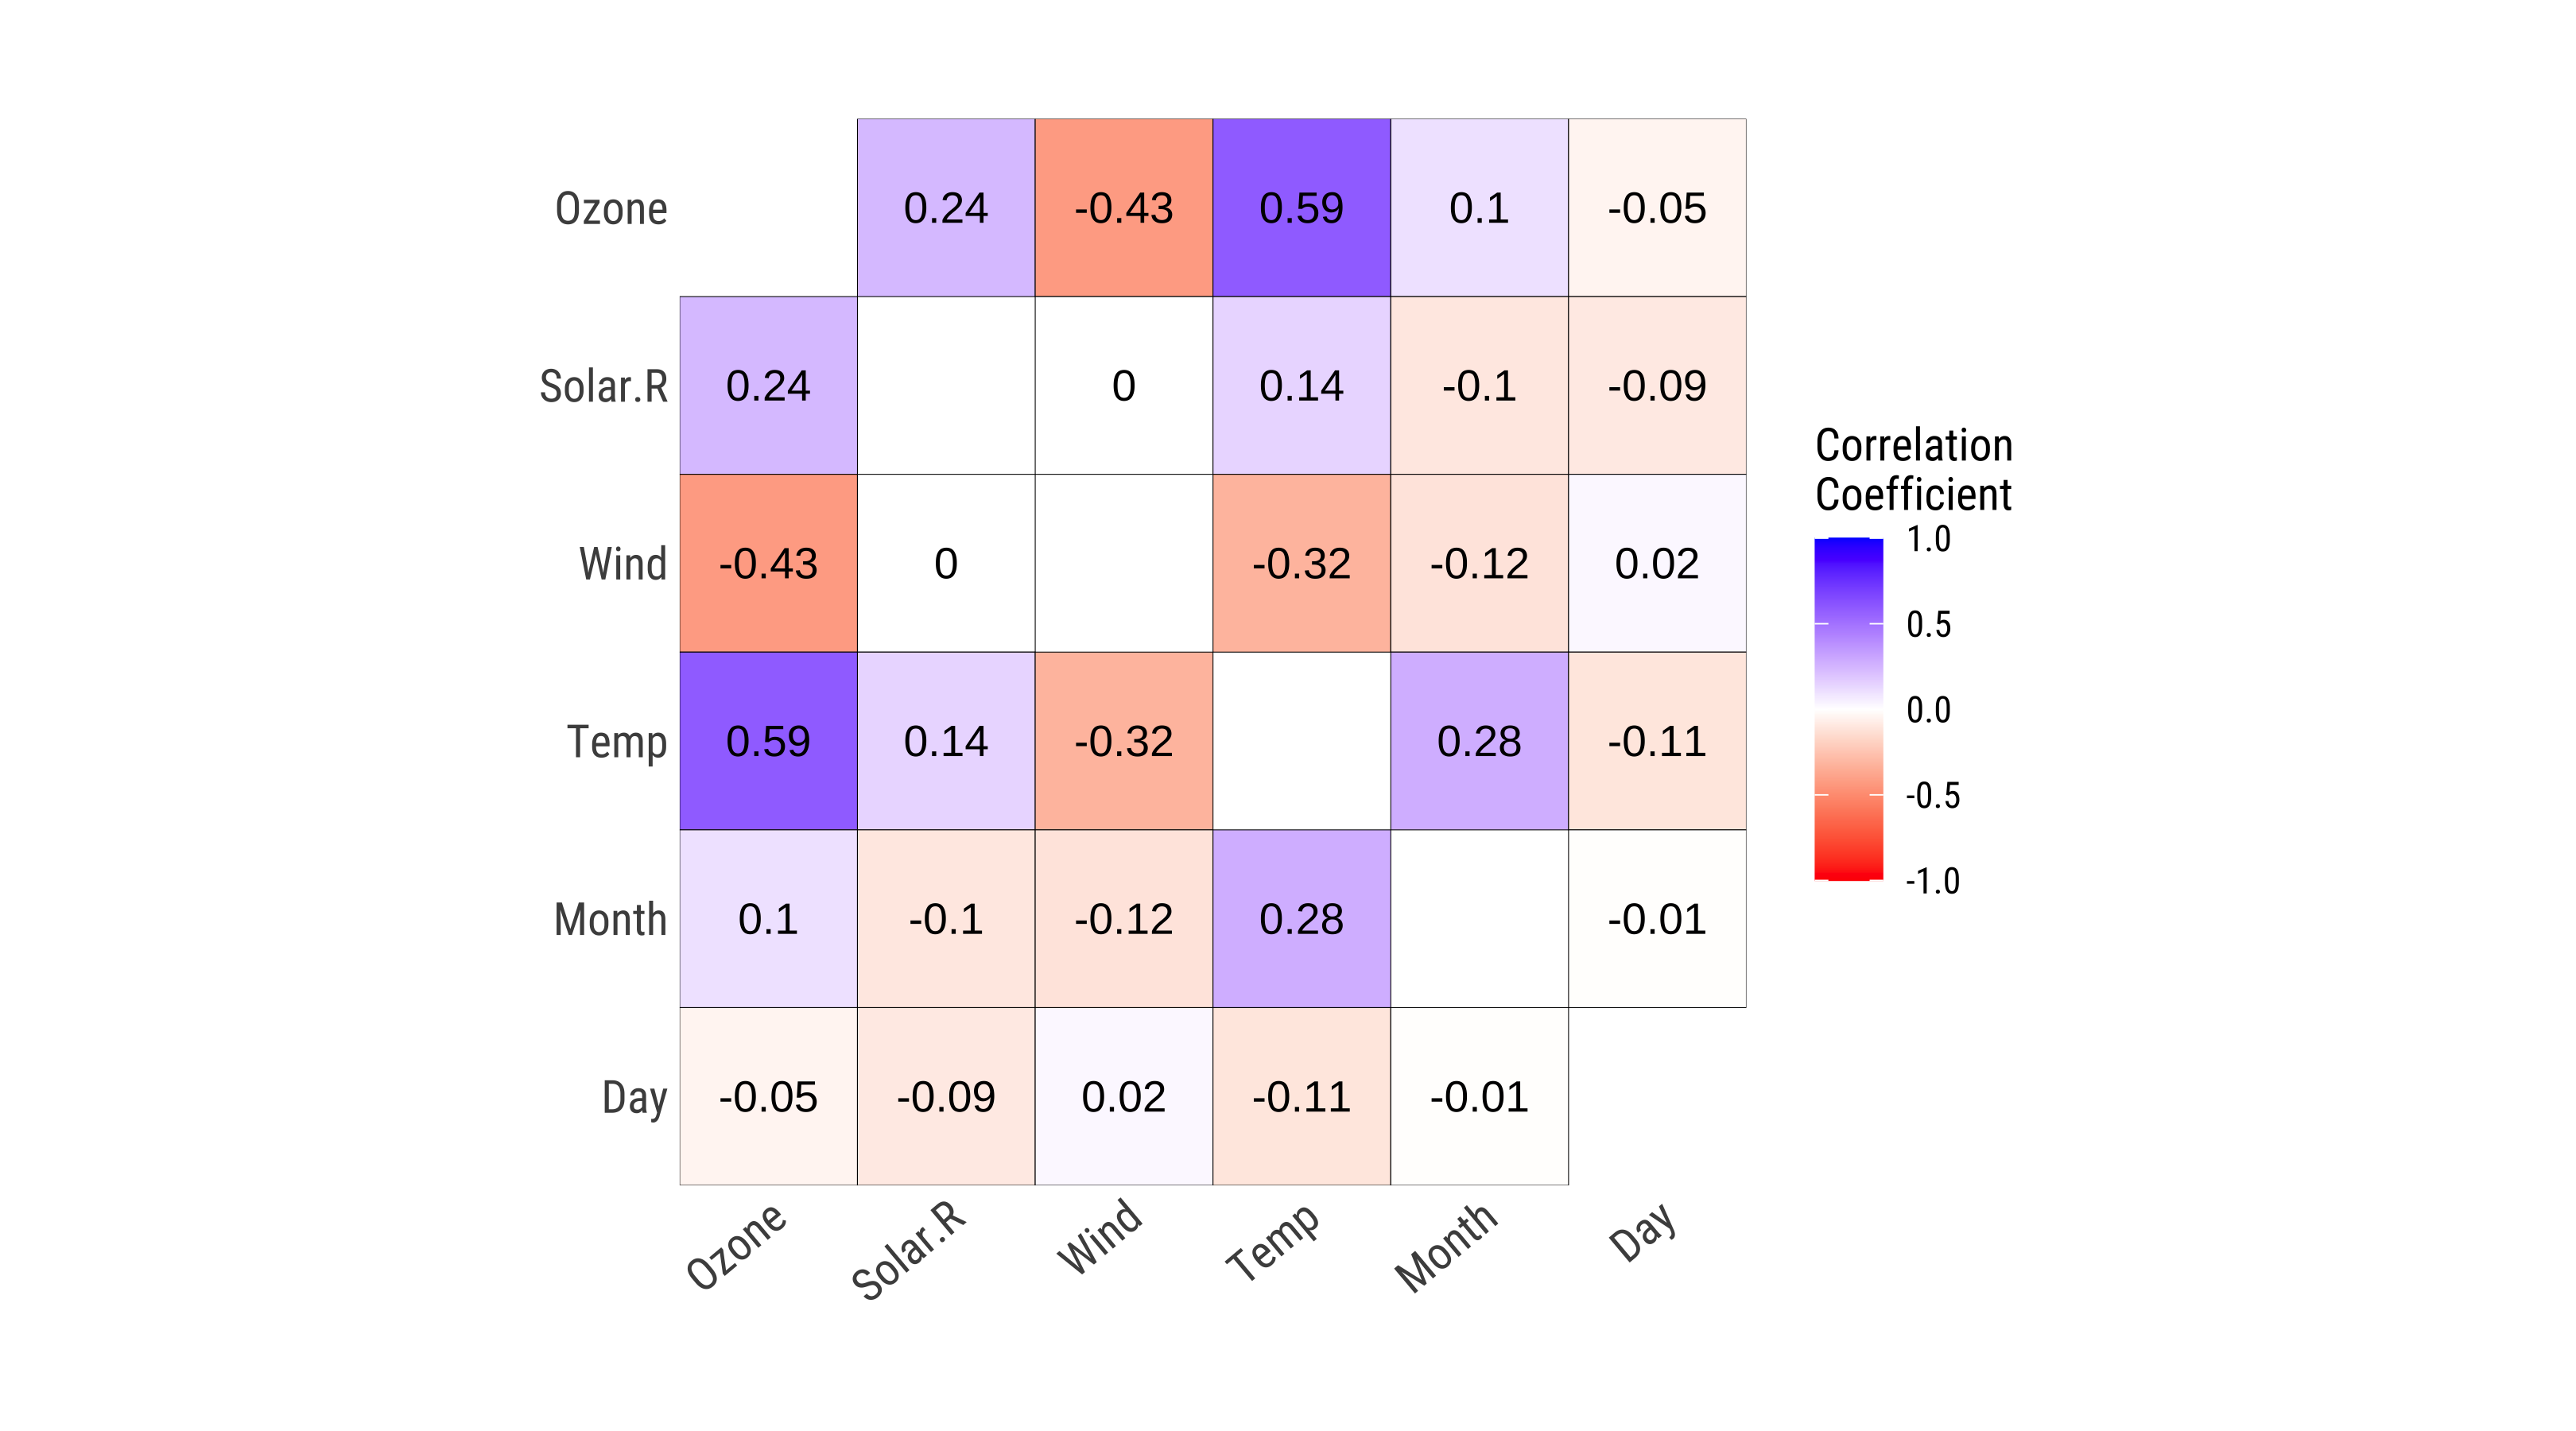 Ozone 0.24 -0.43 0.59 0.1 -0.05
Solar.R 0.24 0 0.14 -0.1 -0.09
Wind -0.43 0 -0.32 -0.12 0.02
Temp 0.59 0.14 -0.32 0.28 -0.11
Month 0.1 -0.1 -0.12 0.28 -0.01
Day -0.05 -0.09 0.02 -0.11 -0.01
Ozone Solar.R Wind Temp Month Day
Correlation
Coefficient
1.0
0.5
0.0
-0.5
-1.0